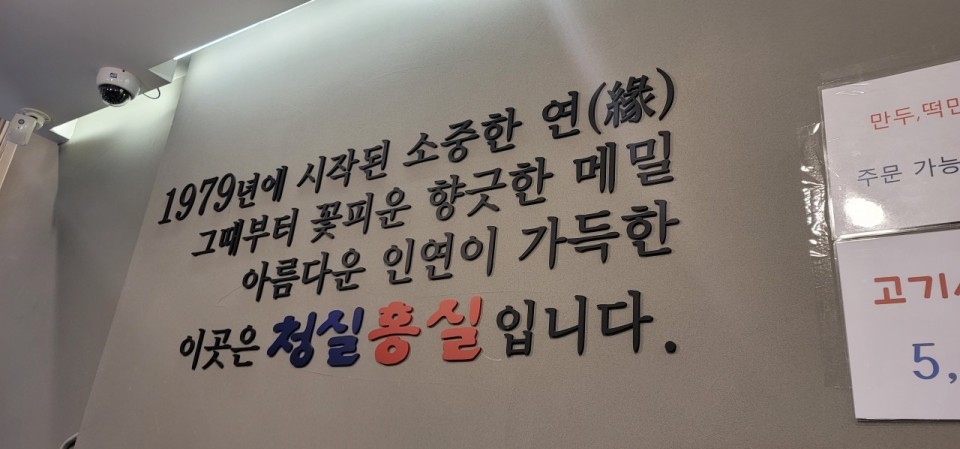 1979년에 시작된 소중한 연(緣)
그때부터 꽃피운 향긋한 메밀
아름다운 인연이 가득한
이곳은 청실홍실입니다.
만두,떡만
주문 가능
고기
5,